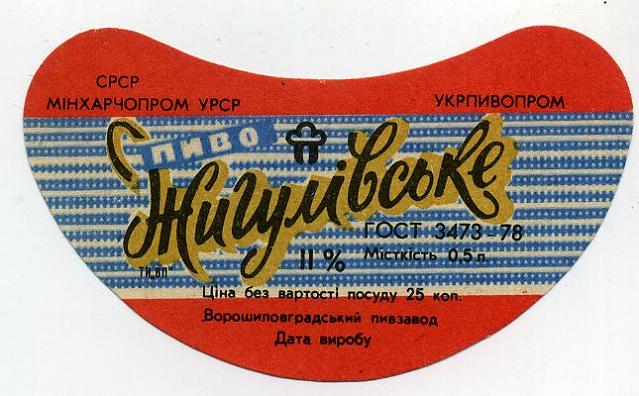 СРСР
МІНХАРЧОПРОМ УРСР
УКРПИВОПРОМ
ПИВО
Жигулівське
ГОСТ 3473-78
11%
Місткість 0,5 л.
Ціна без вартості посуду 25 коп.
Ворошиловградський пивзавод
Дата виробу